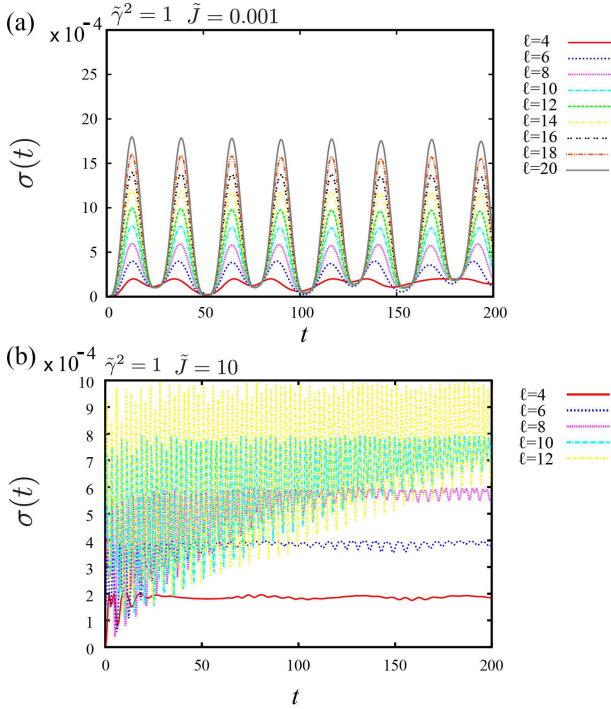 (a)
×10⁻⁴
γ̃² = 1 J̃ = 0.001
25
20
15
10
5
0
σ(t)
0 50 100 150 200
t
ℓ=4
ℓ=6
ℓ=8
ℓ=10
ℓ=12
ℓ=14
ℓ=16
ℓ=18
ℓ=20
(b)
×10⁻⁴
γ̃² = 1 J̃ = 10
10
9
8
7
6
5
4
3
2
1
0
σ(t)
0 50 100 150 200
t
ℓ=4
ℓ=6
ℓ=8
ℓ=10
ℓ=12